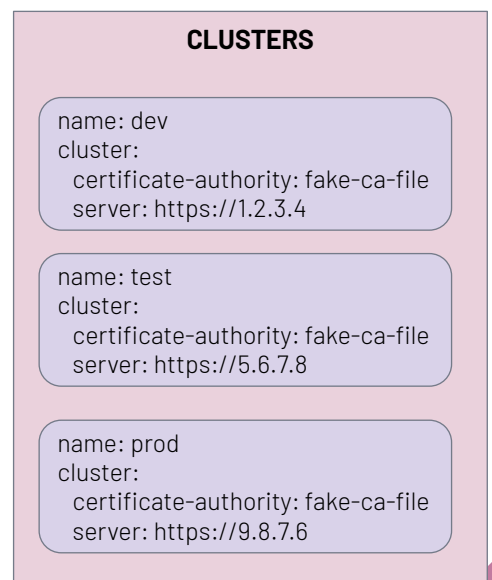 CLUSTERS
name: dev
cluster:
certificate-authority: fake-ca-file
server: https://1.2.3.4
name: test
cluster:
certificate-authority: fake-ca-file
server: https://5.6.7.8
name: prod
cluster:
certificate-authority: fake-ca-file
server: https://9.8.7.6